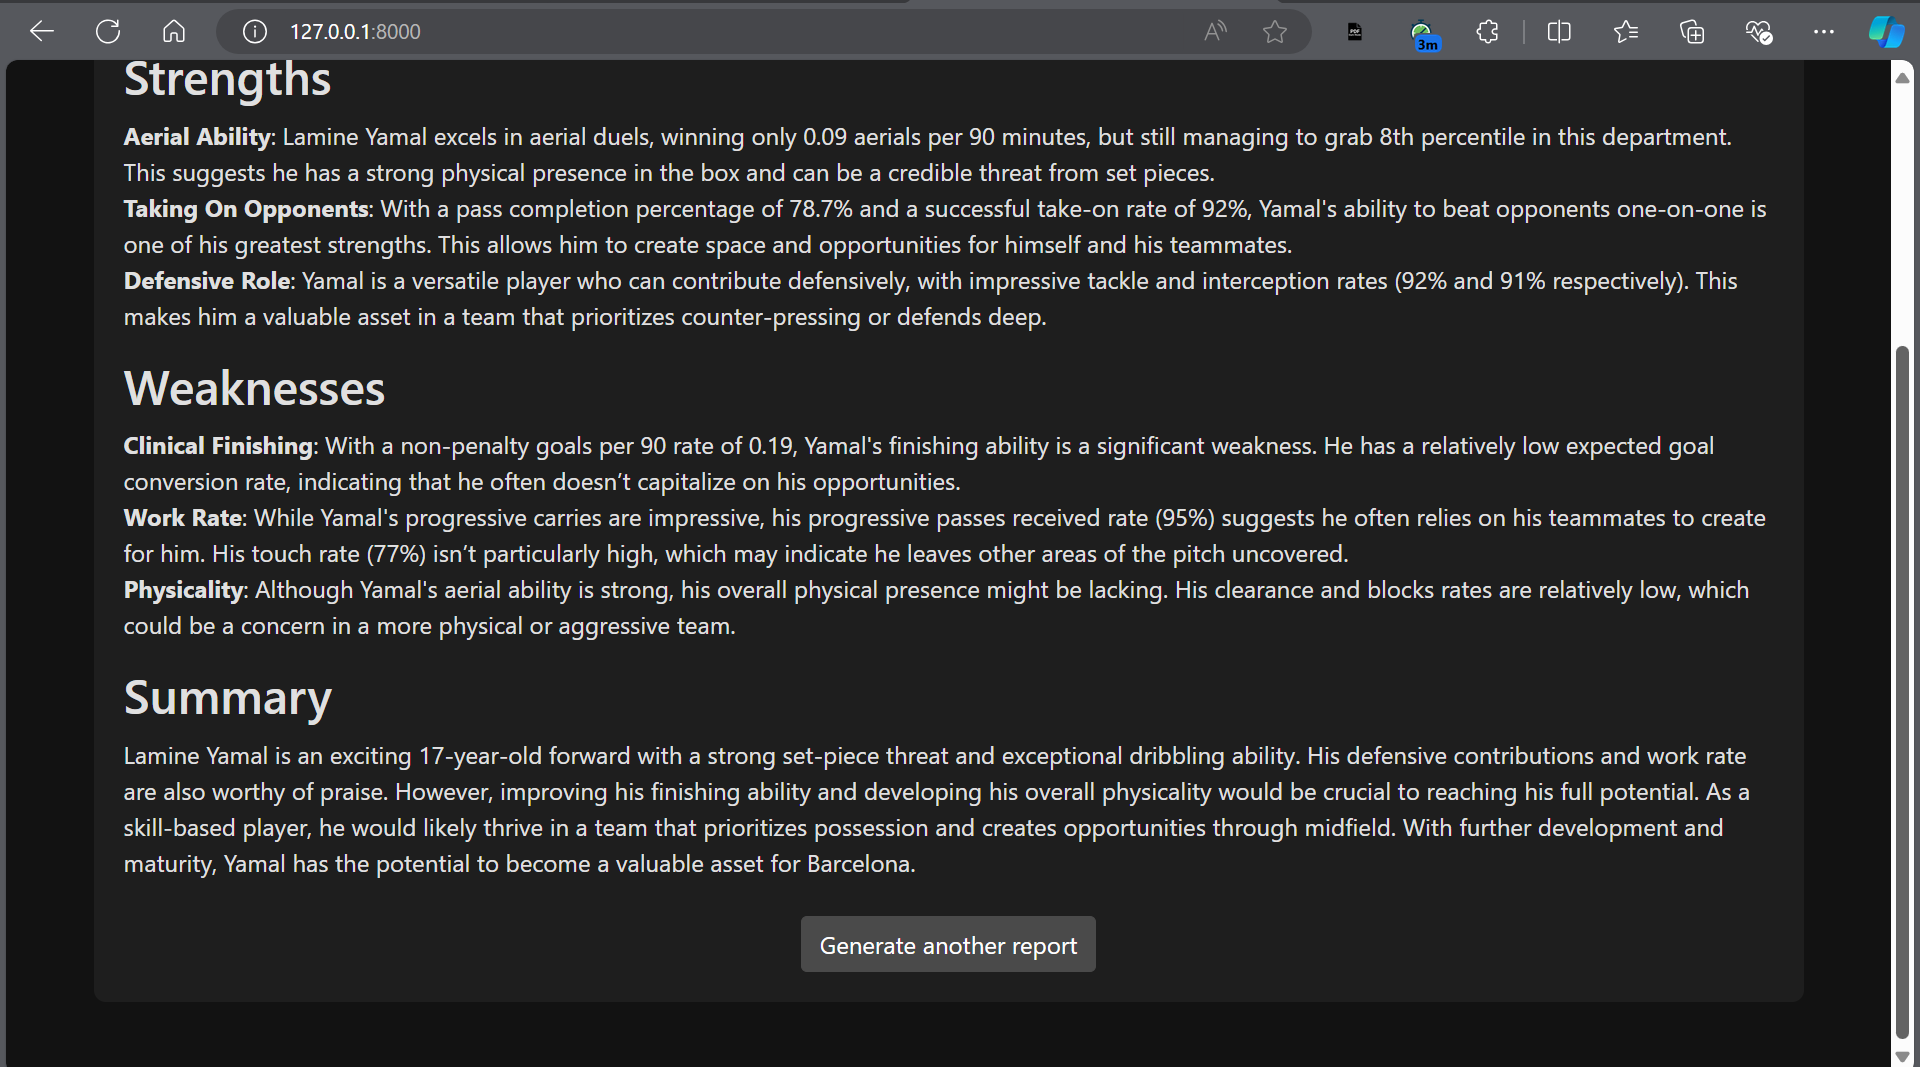 127.0.0.1:8000
3m
Strengths
Aerial Ability: Lamine Yamal excels in aerial duels, winning only 0.09 aerials per 90 minutes, but still managing to grab 8th percentile in this department.
This suggests he has a strong physical presence in the box and can be a credible threat from set pieces.
Taking On Opponents: With a pass completion percentage of 78.7% and a successful take-on rate of 92%, Yamal's ability to beat opponents one-on-one is
one of his greatest strengths. This allows him to create space and opportunities for himself and his teammates.
Defensive Role: Yamal is a versatile player who can contribute defensively, with impressive tackle and interception rates (92% and 91% respectively). This
makes him a valuable asset in a team that prioritizes counter-pressing or defends deep.
Weaknesses
Clinical Finishing: With a non-penalty goals per 90 rate of 0.19, Yamal's finishing ability is a significant weakness. He has a relatively low expected goal
conversion rate, indicating that he often doesn’t capitalize on his opportunities.
Work Rate: While Yamal's progressive carries are impressive, his progressive passes received rate (95%) suggests he often relies on his teammates to create
for him. His touch rate (77%) isn’t particularly high, which may indicate he leaves other areas of the pitch uncovered.
Physicality: Although Yamal's aerial ability is strong, his overall physical presence might be lacking. His clearance and blocks rates are relatively low, which
could be a concern in a more physical or aggressive team.
Summary
Lamine Yamal is an exciting 17-year-old forward with a strong set-piece threat and exceptional dribbling ability. His defensive contributions and work rate
are also worthy of praise. However, improving his finishing ability and developing his overall physicality would be crucial to reaching his full potential. As a
skill-based player, he would likely thrive in a team that prioritizes possession and creates opportunities through midfield. With further development and
maturity, Yamal has the potential to become a valuable asset for Barcelona.
Generate another report